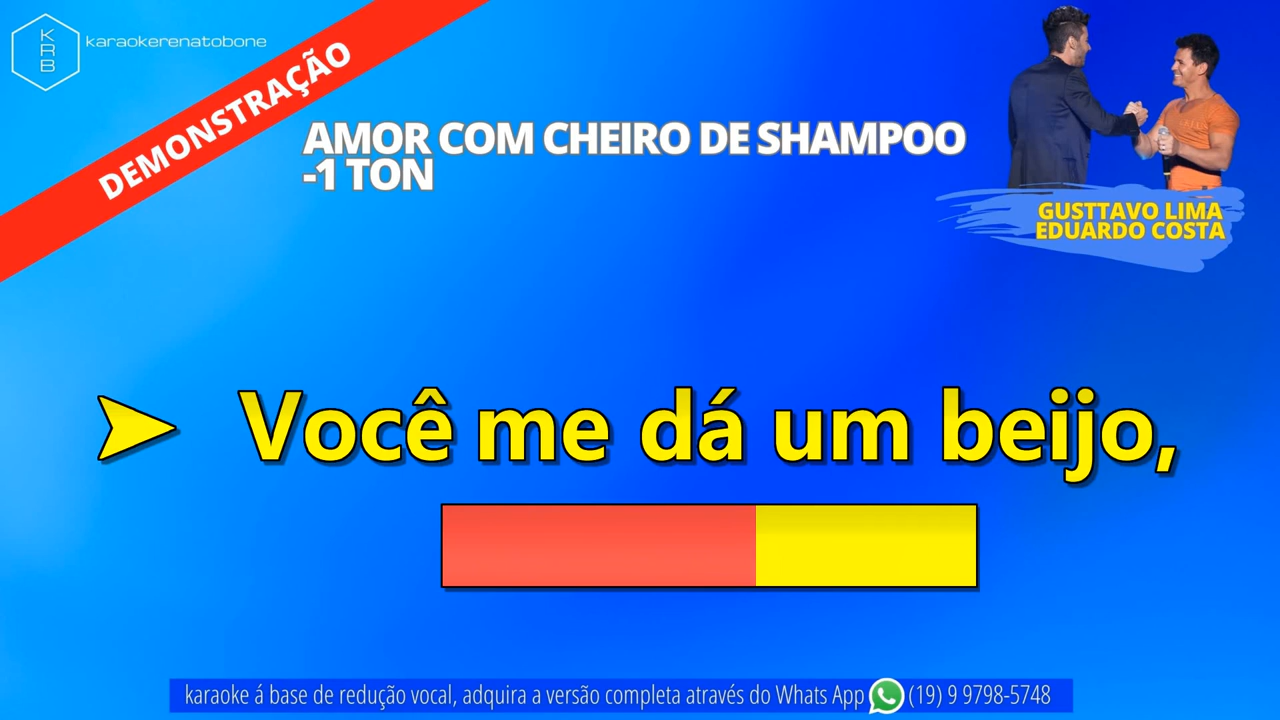 KRB
karaokerenatobone
DEMONSTRAÇÃO
AMOR COM CHEIRO DE SHAMPOO
-1 TON
GUSTTAVO LIMA
EDUARDO COSTA
Você me dá um beijo,
karaoke á base de redução vocal, adquira a versão completa através do Whats App (19) 9 9798-5748